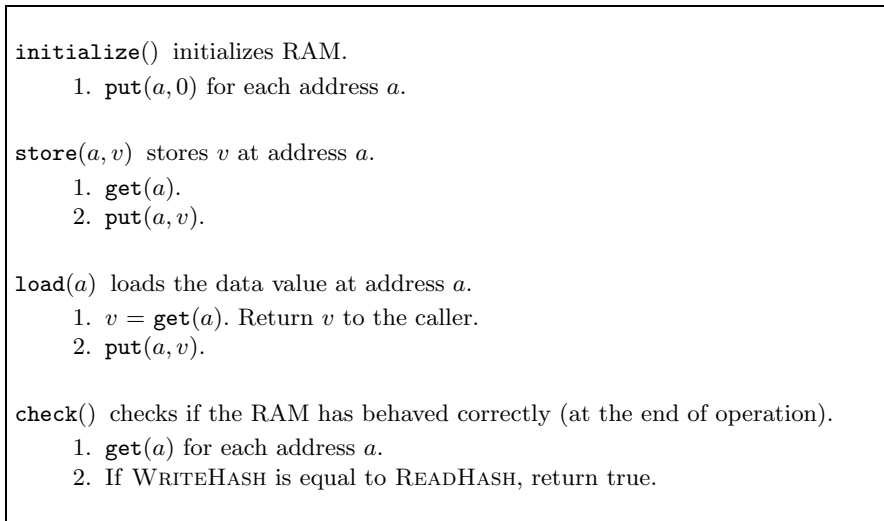 initialize() initializes RAM.
1. put(a, 0) for each address a.
store(a, v) stores v at address a.
1. get(a).
2. put(a, v).
load(a) loads the data value at address a.
1. v = get(a). Return v to the caller.
2. put(a, v).
check() checks if the RAM has behaved correctly (at the end of operation).
1. get(a) for each address a.
2. If WRITEHASH is equal to READHASH, return true.